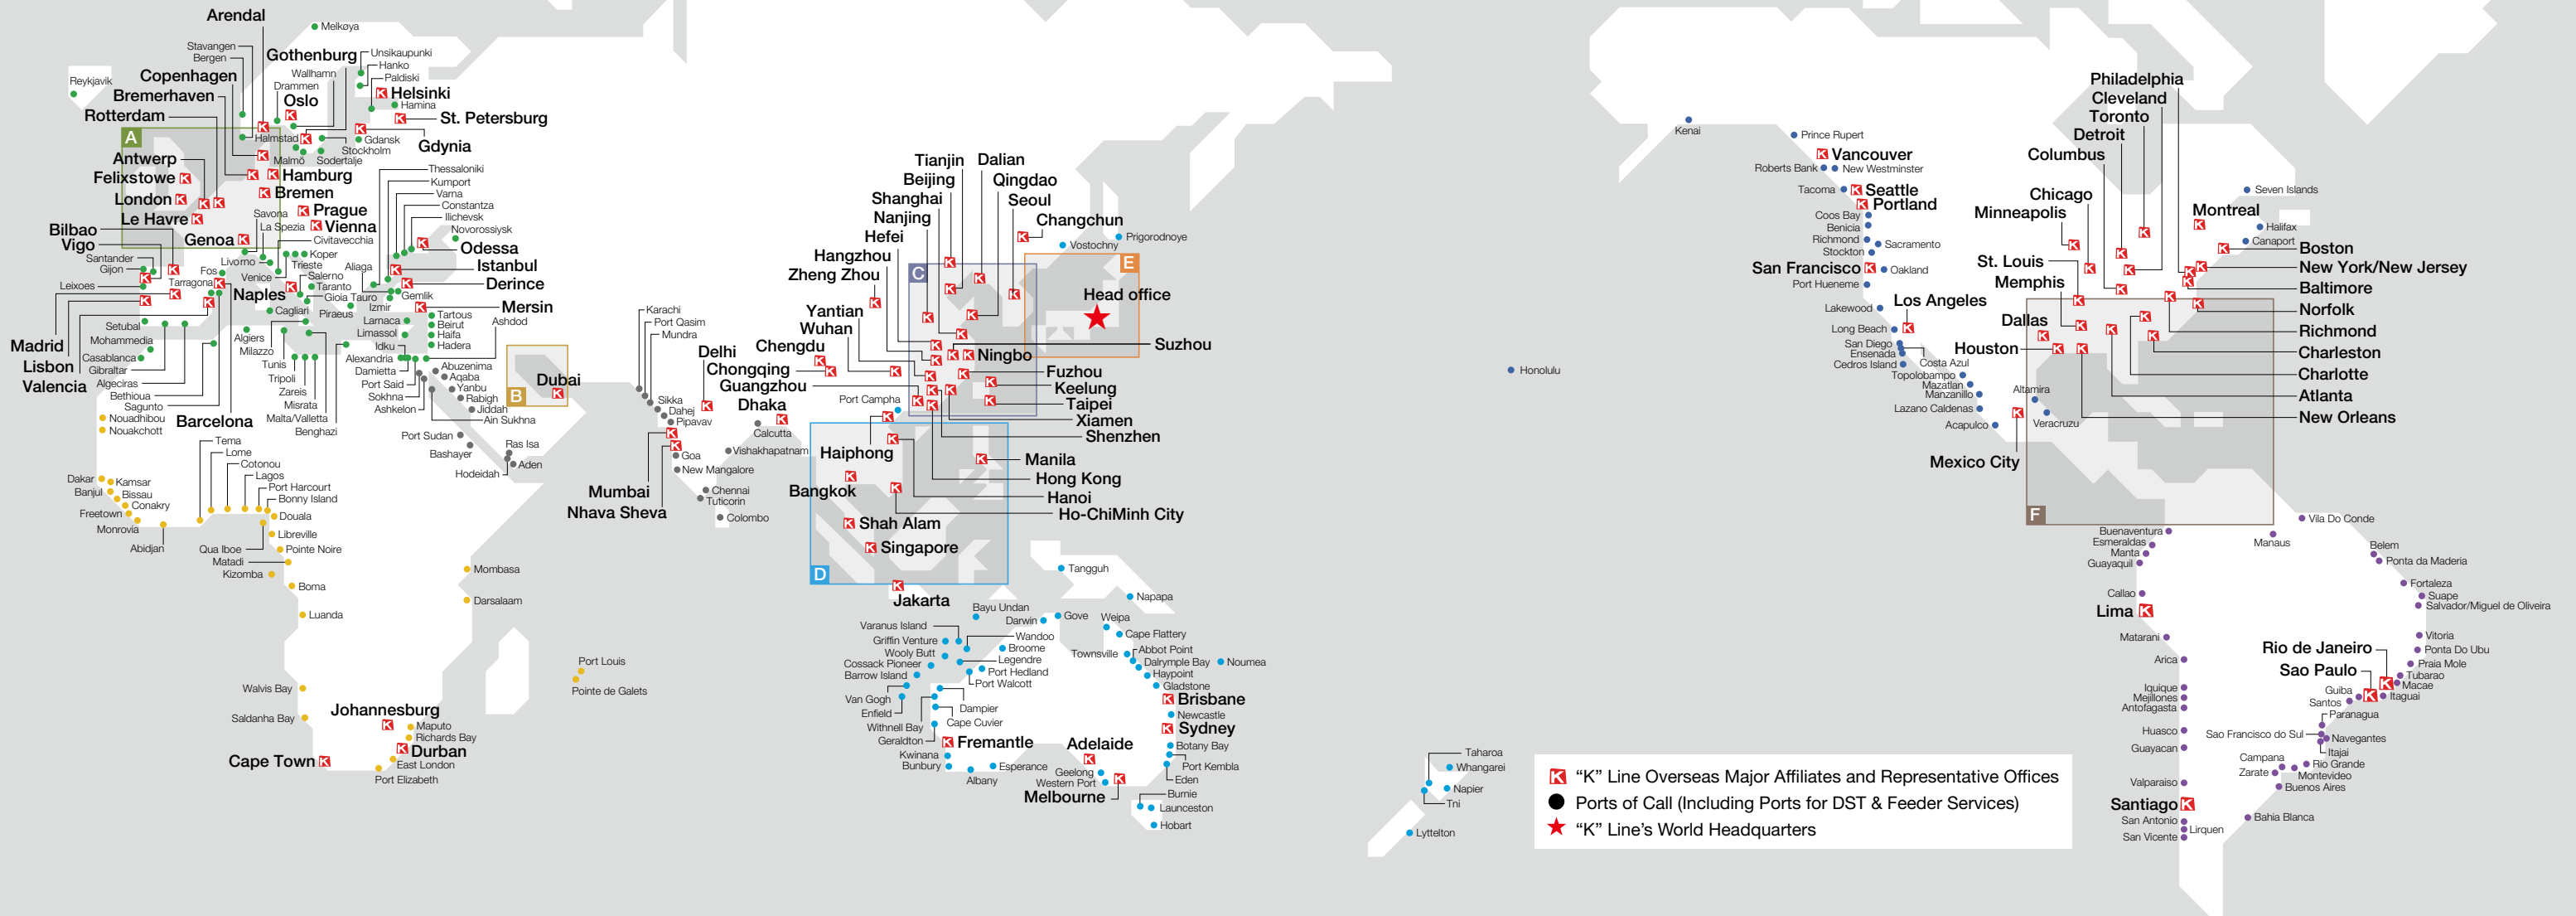 Arendal
Stavangen
Bergen
Copenhagen
Bremerhaven
Rotterdam
Reykjavik
Melkøya
Gothenburg
Wallhamn
Drammen
Oslo
Unsikaupunki
Hanko
Paldiski
Helsinki
Hamina
St. Petersburg
Gdynia
Gdansk
Stockholm
Sodertalje
Halmstad
Malmö
A
Antwerp
Felixstowe
London
Le Havre
Hamburg
Bremen
Prague
Vienna
Savona
La Spezia
Civitavecchia
Genoa
Bilbao
Vigo
Santander
Gijon
Leixoes
Livorno
Fos
Venice
Tarragona
Naples
Koper
Trieste
Salerno
Taranto
Gioia Tauro
Cagliari
Piraeus
Thessaloniki
Kumport
Varna
Constantza
Ilichevsk
Novorossiysk
Odessa
Istanbul
Derince
Mersin
Aliaga
Gemlik
Izmir
Larnaca
Limassol
Idku
Alexandria
Damietta
Port Said
Sokhna
Ashkelon
Tartous
Beirut
Haifa
Hadera
Ashdod
Abuzenima
Aqaba
Yanbu
Rabigh
Jiddah
Ain Sukhna
Madrid
Lisbon
Valencia
Setubal
Mohammedia
Casablanca
Gibraltar
Algeciras
Bethioua
Sagunto
Barcelona
Algiers
Milazzo
Tunis
Tripoli
Zareis
Misrata
Malta/Valletta
Benghazi
Port Sudan
Bashayer
Hodeidah
Ras Isa
Aden
B
Dubai
Nouadhibou
Nouakchott
Dakar
Banjul
Kamsar
Bissau
Conakry
Freetown
Monrovia
Abidjan
Tema
Lome
Cotonou
Lagos
Port Harcourt
Bonny Island
Douala
Libreville
Qua Iboe
Pointe Noire
Matadi
Kizomba
Boma
Luanda
Mombasa
Darsalaam
Port Louis
Pointe de Galets
Walvis Bay
Saldanha Bay
Johannesburg
Maputo
Richards Bay
Durban
East London
Port Elizabeth
Cape Town
Karachi
Port Qasim
Mundra
Delhi
Sikka
Dahej
Pipavav
Mumbai
Nhava Sheva
Goa
New Mangalore
Chennai
Tuticorin
Colombo
Vishakhapatnam
Calcutta
Dhaka
Tianjin
Beijing
Shanghai
Nanjing
Hefei
Hangzhou
Zheng Zhou
Yantian
Wuhan
Chengdu
Chongqing
Guangzhou
Dalian
Qingdao
Seoul
Changchun
Vostochny
Prigorodnoye
C
E
Head office
Suzhou
Ningbo
Fuzhou
Keelung
Taipei
Xiamen
Shenzhen
Port Campha
Haiphong
Bangkok
Manila
Hong Kong
Hanoi
Ho-ChiMinh City
Shah Alam
Singapore
D
Jakarta
Tangguh
Napapa
Bayu Undan
Darwin
Gove
Weipa
Cape Flattery
Varanus Island
Griffin Venture
Wooly Butt
Cossack Pioneer
Barrow Island
Van Gogh
Enfield
Withnell Bay
Geraldton
Wandoo
Broome
Legendre
Port Hedland
Port Walcott
Dampier
Cape Cuvier
Townsville
Abbot Point
Dalrymple Bay
Haypoint
Gladstone
Noumea
Brisbane
Newcastle
Sydney
Botany Bay
Port Kembla
Eden
Fremantle
Kwinana
Bunbury
Albany
Esperance
Adelaide
Geelong
Western Port
Melbourne
Burnie
Launceston
Hobart
Taharoa
Whangarei
Napier
Tni
Lyttelton
Honolulu
Kenai
Prince Rupert
Vancouver
Roberts Bank
New Westminster
Tacoma
Seattle
Portland
Coos Bay
Benicia
Richmond
Stockton
Sacramento
San Francisco
Oakland
Port Hueneme
Lakewood
Los Angeles
Long Beach
San Diego
Ensenada
Cedros Island
Costa Azul
Topolobampo
Mazatlan
Manzanillo
Lazano Caldenas
Acapulco
Altamira
Veracruzu
Mexico City
Philadelphia
Cleveland
Toronto
Detroit
Columbus
Chicago
Minneapolis
St. Louis
Memphis
Dallas
Houston
Seven Islands
Montreal
Halifax
Canaport
Boston
New York/New Jersey
Baltimore
Norfolk
Richmond
Charleston
Charlotte
Atlanta
New Orleans
F
Buenaventura
Esmeraldas
Manta
Guayaquil
Callao
Lima
Matarani
Arica
Iquique
Mejillones
Antofagasta
Huasco
Guayacan
Valparaiso
Santiago
San Antonio
Lirquen
San Vicente
Vila Do Conde
Manaus
Belem
Ponta da Maderia
Fortaleza
Suape
Salvador/Miguel de Oliveira
Vitoria
Ponta Do Ubu
Praia Mole
Tubarao
Macae
Itaguai
Rio de Janeiro
Sao Paulo
Guiba
Santos
Paranagua
Sao Francisco do Sul
Navegantes
Itajai
Campana
Zarate
Rio Grande
Montevideo
Buenos Aires
Bahia Blanca
“K” Line Overseas Major Affiliates and Representative Offices
Ports of Call (Including Ports for DST & Feeder Services)
“K” Line’s World Headquarters